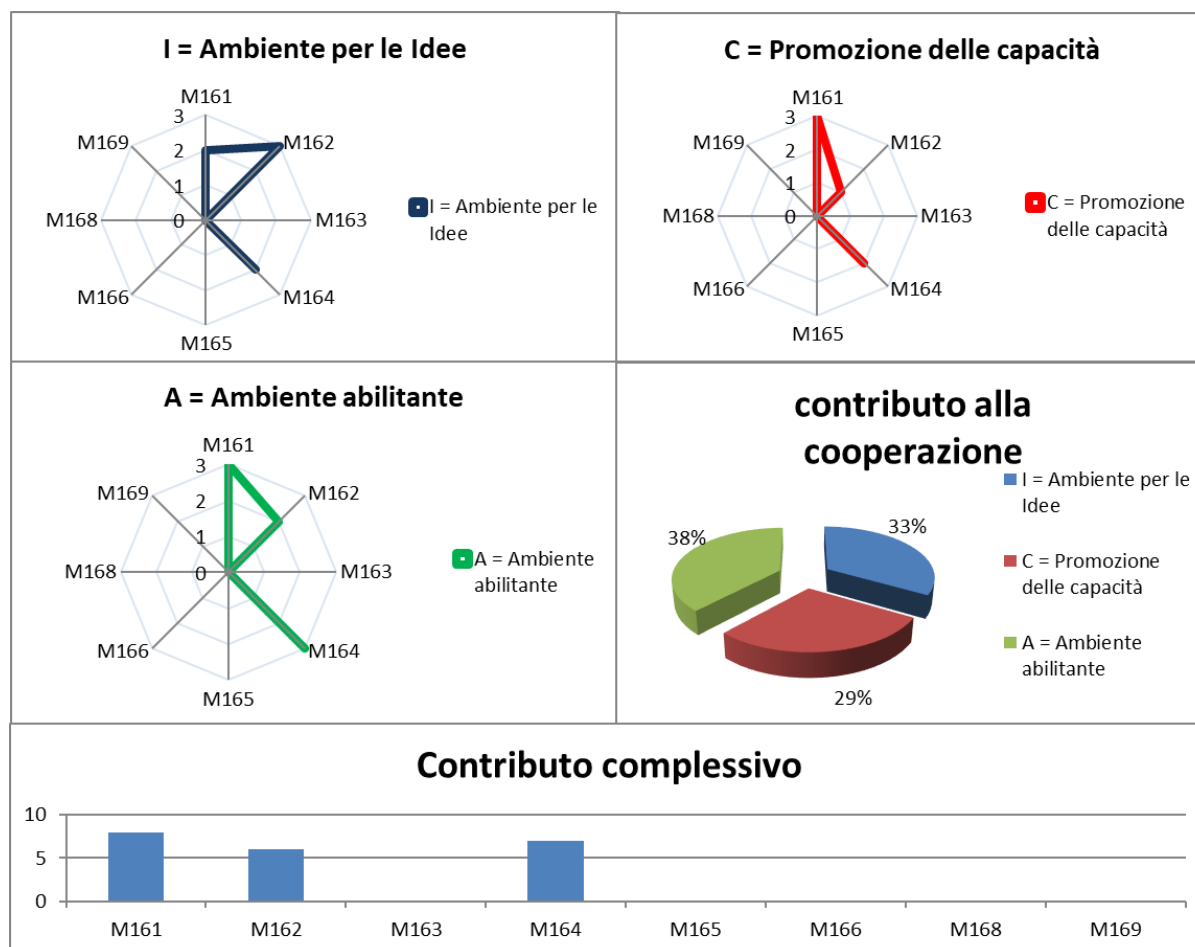 I = Ambiente per le Idee
M161
M162
M163
M164
M165
M166
M168
M169
3
2
1
0
I = Ambiente per le
Idee
C = Promozione delle capacità
M161
M162
M163
M164
M165
M166
M168
M169
3
2
1
0
C = Promozione
delle capacità
A = Ambiente abilitante
M161
M162
M163
M164
M165
M166
M168
M169
3
2
1
0
A = Ambiente
abilitante
contributo alla
cooperazione
38%
33%
29%
I = Ambiente per le
Idee
C = Promozione
delle capacità
A = Ambiente
abilitante
Contributo complessivo
10
5
0
M161 M162 M163 M164 M165 M166 M168 M169